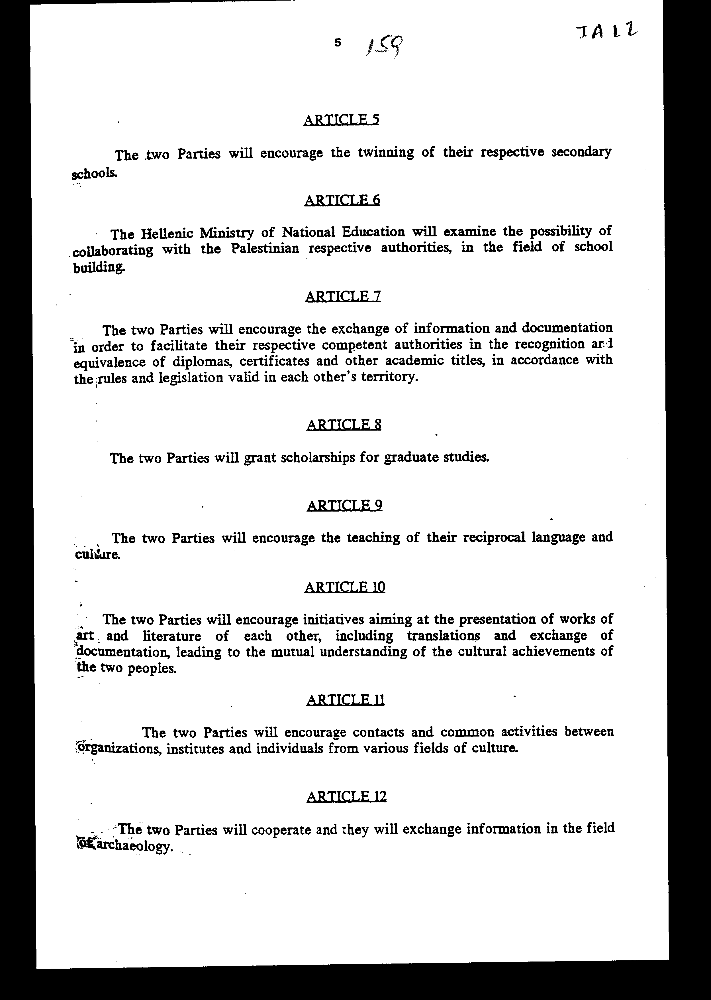 5 159
ARTICLE 5
The two Parties will encourage the twinning of their respective secondary
schools.
ARTICLE 6
The Hellenic Ministry of National Education will examine the possibility of
collaborating with the Palestinian respective authorities, in the field of school
building.
ARTICLE 7
The two Parties will encourage the exchange of information and documentation
in order to facilitate their respective competent authorities in the recognition and
equivalence of diplomas, certificates and other academic titles, in accordance with
the rules and legislation valid in each other's territory.
ARTICLE 8
The two Parties will grant scholarships for graduate studies.
ARTICLE 9
The two Parties will encourage the teaching of their reciprocal language and
culture.
ARTICLE 10
The two Parties will encourage initiatives aiming at the presentation of works of
art and literature of each other, including translations and exchange of
documentation, leading to the mutual understanding of the cultural achievements of
the two peoples.
ARTICLE 11
The two Parties will encourage contacts and common activities between
organizations, institutes and individuals from various fields of culture.
ARTICLE 12
The two Parties will cooperate and they will exchange information in the field
of archaeology.